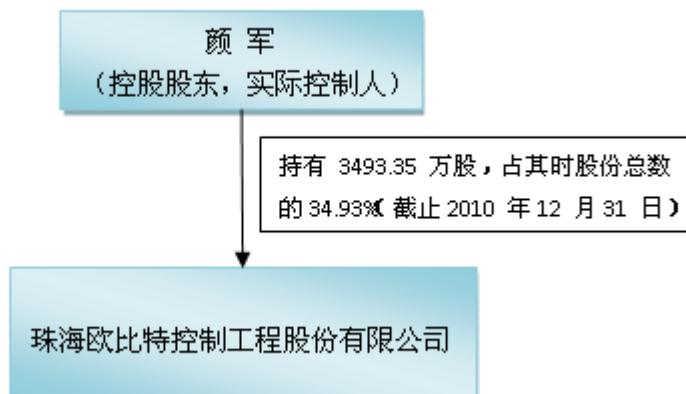 颜 军
（控股股东，实际控制人）
持有 3493.35 万股，占其时股份总数
的 34.93%（截止 2010 年 12 月 31 日）
珠海欧比特控制工程股份有限公司